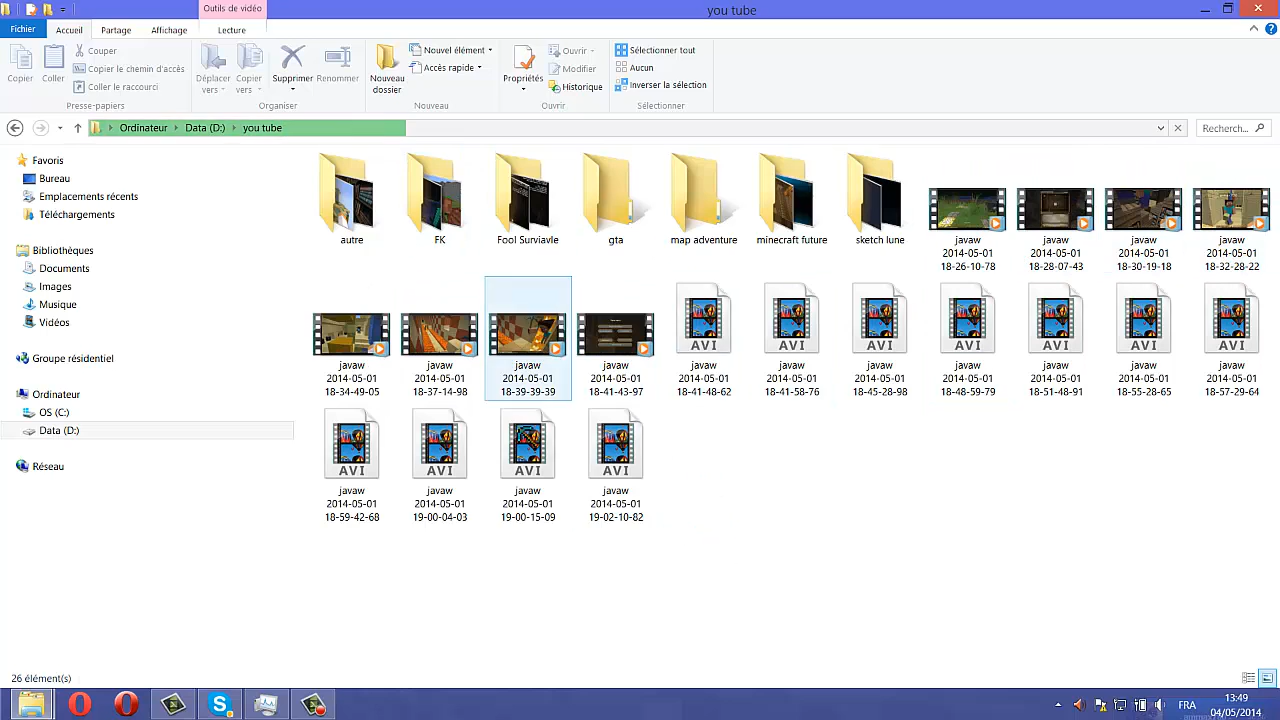 Outils de vidéo
you tube
Fichier
Accueil
Partage
Affichage
Lecture
Copier
Coller
Couper
Copier le chemin d'accès
Coller le raccourci
Presse-papiers
Déplacer vers
Copier vers
Supprimer
Renommer
Organiser
Nouveau dossier
Nouvel élément
Accès rapide
Nouveau
Propriétés
Ouvrir
Modifier
Historique
Ouvrir
Sélectionner tout
Aucun
Inverser la sélection
Sélectionner
Ordinateur
Data (D:)
you tube
Recherch...
Favoris
Bureau
Emplacements récents
Téléchargements
Bibliothèques
Documents
Images
Musique
Vidéos
Groupe résidentiel
Ordinateur
OS (C:)
Data (D:)
Réseau
autre
FK
Fool Surviavle
gta
map adventure
minecraft future
sketch lune
javaw
2014-05-01
18-26-10-78
javaw
2014-05-01
18-28-07-43
javaw
2014-05-01
18-30-19-18
javaw
2014-05-01
18-32-28-22
javaw
2014-05-01
18-34-49-05
javaw
2014-05-01
18-37-14-98
javaw
2014-05-01
18-39-39-39
javaw
2014-05-01
18-41-43-97
AVI
javaw
2014-05-01
18-41-48-62
AVI
javaw
2014-05-01
18-41-58-76
AVI
javaw
2014-05-01
18-45-28-98
AVI
javaw
2014-05-01
18-48-59-79
AVI
javaw
2014-05-01
18-51-48-91
AVI
javaw
2014-05-01
18-55-28-65
AVI
javaw
2014-05-01
18-57-29-64
AVI
javaw
2014-05-01
18-59-42-68
AVI
javaw
2014-05-01
19-00-04-03
AVI
javaw
2014-05-01
19-00-15-09
AVI
javaw
2014-05-01
19-02-10-82
26 élément(s)
FRA
13:49
04/05/2014